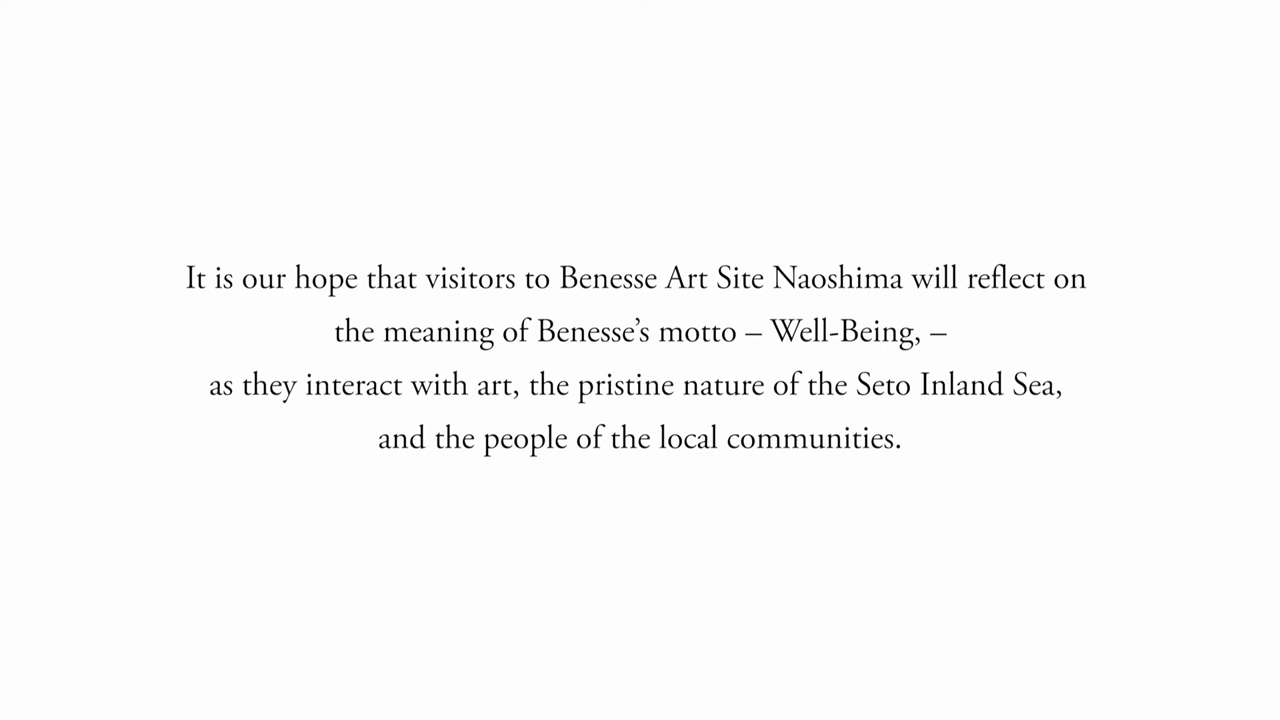 It is our hope that visitors to Benesse Art Site Naoshima will reflect on
the meaning of Benesse’s motto – Well-Being, –
as they interact with art, the pristine nature of the Seto Inland Sea,
and the people of the local communities.